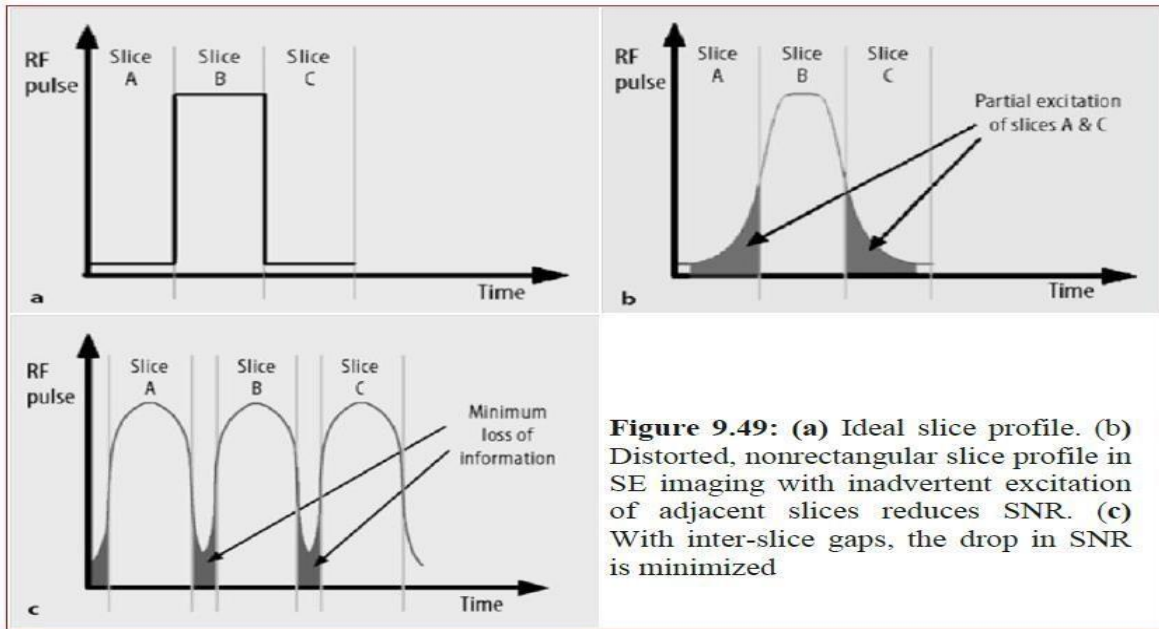 RF
pulse
Slice
A
Slice
B
Slice
C
Time
a
RF
pulse
Slice
A
Slice
B
Slice
C
Partial excitation
of slices A & C
Time
b
RF
pulse
Slice
A
Slice
B
Slice
C
Minimum
loss of
information
Time
c
Figure 9.49: (a) Ideal slice profile. (b)
Distorted, nonrectangular slice profile in
SE imaging with inadvertent excitation
of adjacent slices reduces SNR. (c)
With inter-slice gaps, the drop in SNR
is minimized